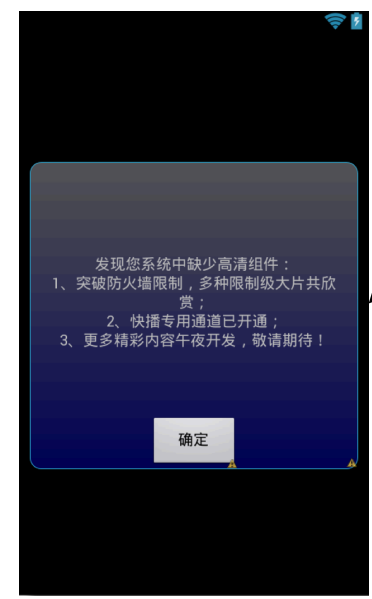 发现您系统中缺少高清组件：
1、突破防火墙限制，多种限制级大片共欣
赏；
2、快播专用通道已开通；
3、更多精彩内容午夜开发，敬请期待！
确定